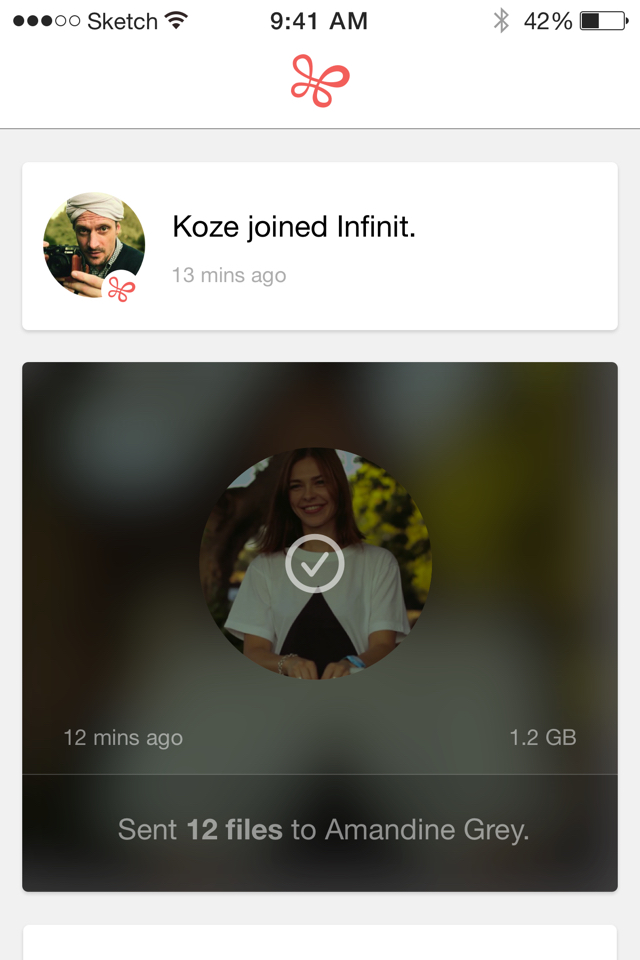 Sketch 9:41 AM 42%
Koze joined Infinit.
13 mins ago
12 mins ago 1.2 GB
Sent 12 files to Amandine Grey.